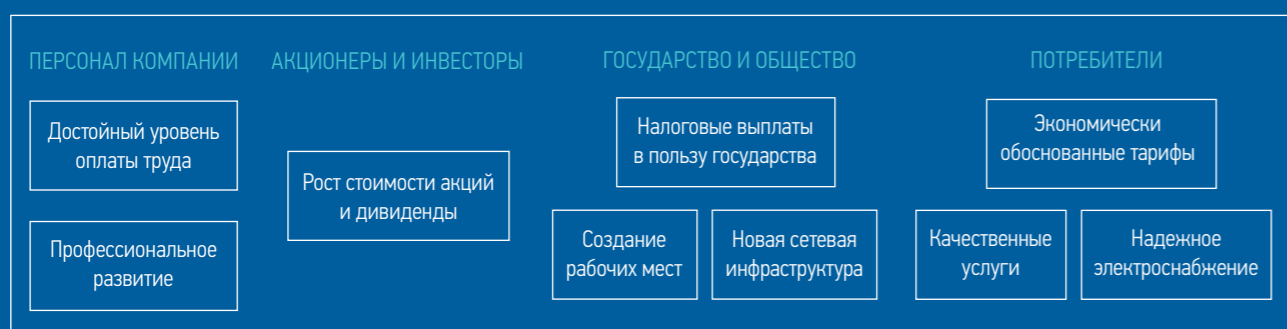 ПЕРСОНАЛ КОМПАНИИ
Достойный уровень
оплаты труда
Профессиональное
развитие
АКЦИОНЕРЫ И ИНВЕСТОРЫ
Рост стоимости акций
и дивиденды
ГОСУДАРСТВО И ОБЩЕСТВО
Налоговые выплаты
в пользу государства
Создание
рабочих мест
Новая сетевая
инфраструктура
ПОТРЕБИТЕЛИ
Экономически
обоснованные тарифы
Качественные
услуги
Надежное
электроснабжение